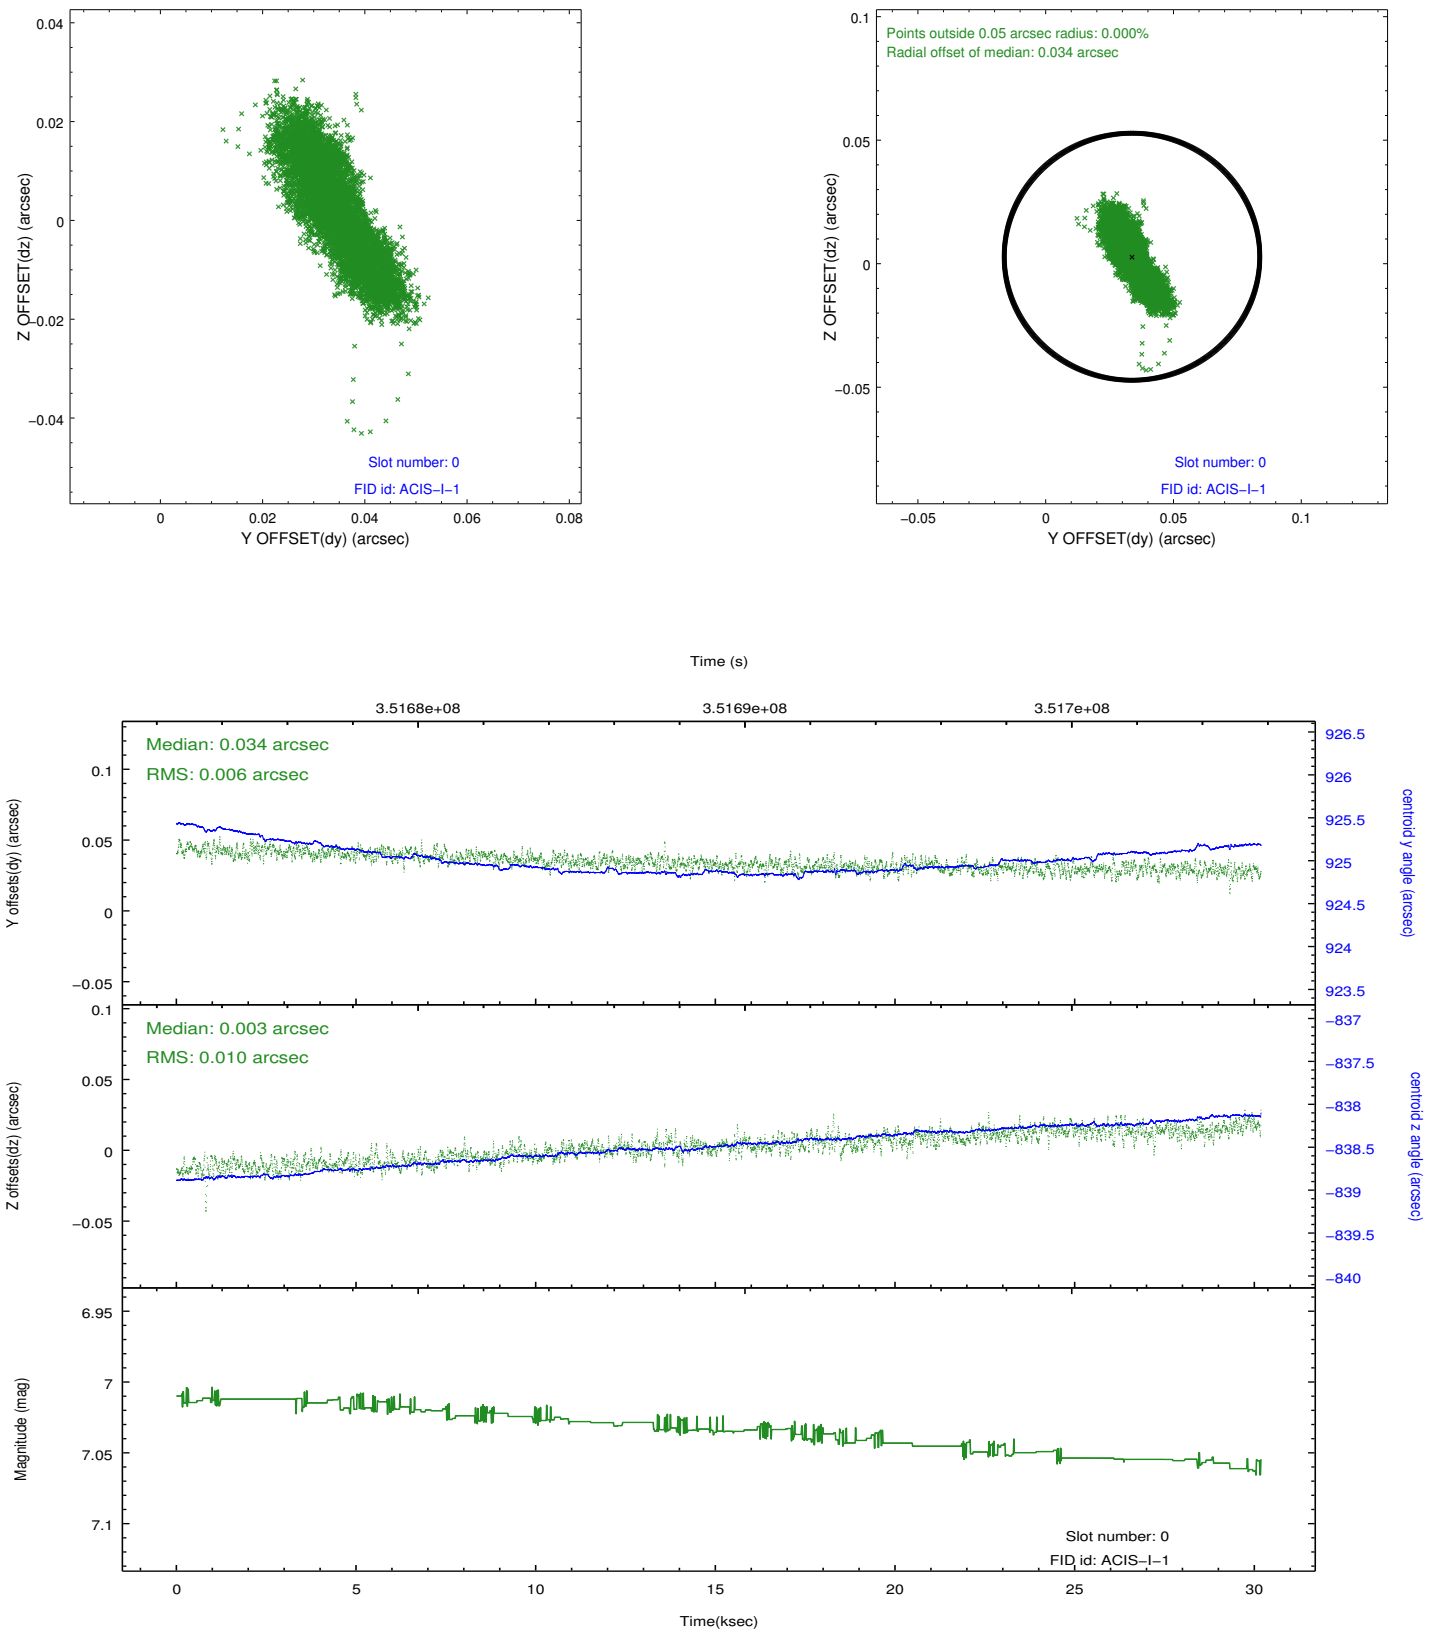 0.04
0.02
0
−0.02
−0.04
Z OFFSET(dz) (arcsec)
Slot number: 0
FID id: ACIS−I−1
0
0.02
0.04
0.06
0.08
Y OFFSET(dy) (arcsec)
Points outside 0.05 arcsec radius: 0.000%
Radial offset of median: 0.034 arcsec
0.1
0.05
0
−0.05
Z OFFSET(dz) (arcsec)
Slot number: 0
FID id: ACIS−I−1
−0.05
0
0.05
0.1
Y OFFSET(dy) (arcsec)
Time (s)
3.5168e+08
3.5169e+08
3.517e+08
Median: 0.034 arcsec
RMS: 0.006 arcsec
0.1
0.05
0
−0.05
Y offsets(dy) (arcsec)
926.5
926
925.5
925
924.5
924
923.5
centroid y angle (arcsec)
Median: 0.003 arcsec
RMS: 0.010 arcsec
0.1
0.05
0
−0.05
Z offsets(dz) (arcsec)
−837
−837.5
−838
−838.5
−839
−839.5
−840
centroid z angle (arcsec)
6.95
7
7.05
7.1
Magnitude (mag)
Slot number: 0
FID id: ACIS−I−1
0
5
10
15
20
25
30
Time(ksec)